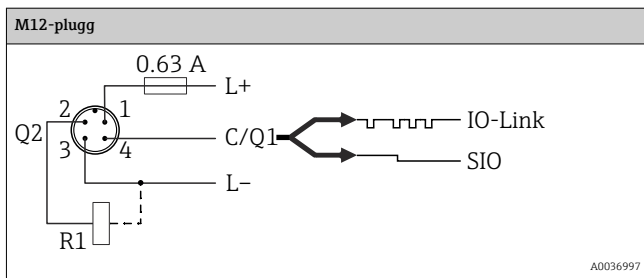 M12-plugg
0.63 A
L+
2 1
Q2
3 4
C/Q1
IO-Link
SIO
L–
R1
A0036997